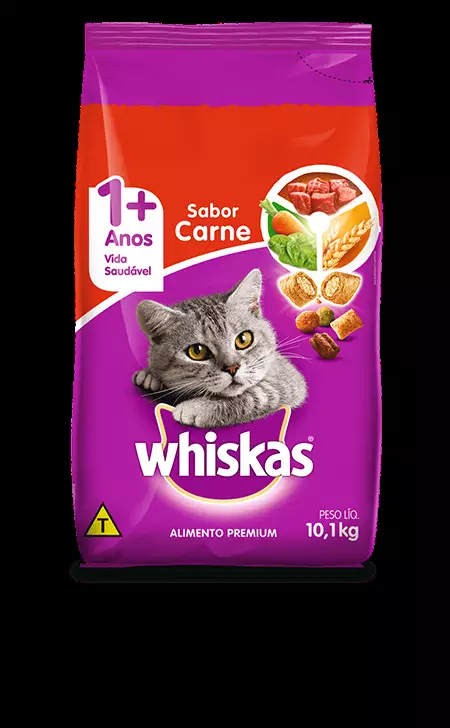 1+
Anos
Vida
Saudável
Sabor
Carne
whiskas®
T
ALIMENTO PREMIUM
PESO LÍQ.
10,1kg